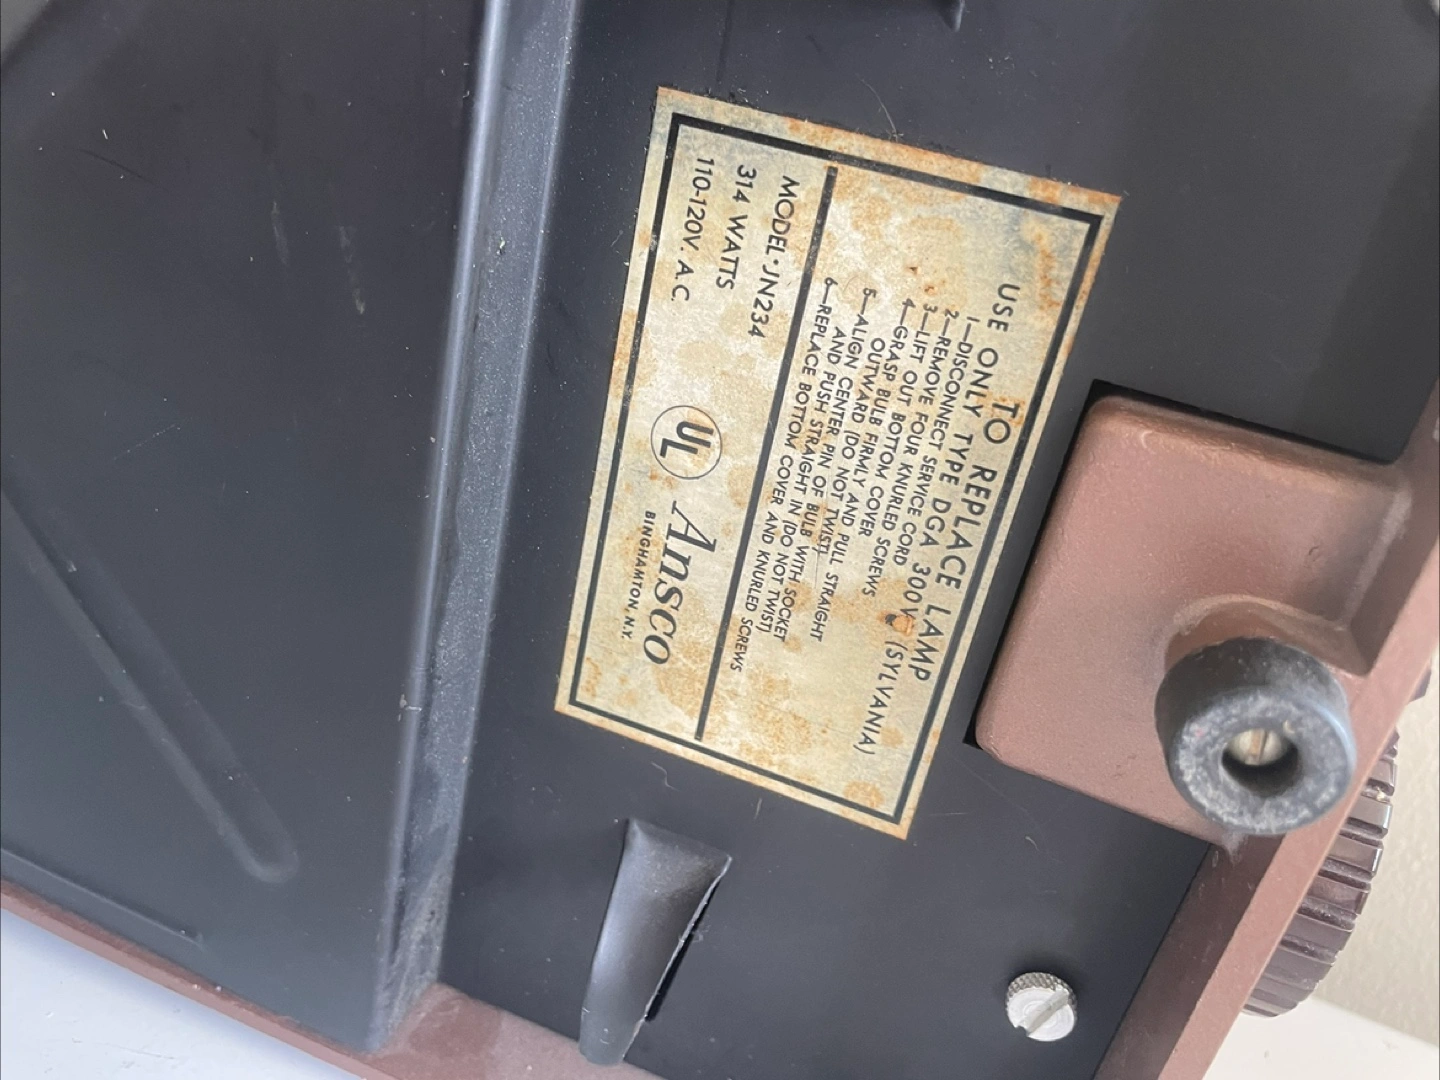 TO REPLACE LAMP
USE ONLY TYPE DGA 300W (SYLVANIA)
1—DISCONNECT SERVICE CORD
2—REMOVE FOUR KNURLED SCREWS
3—LIFT OUT BOTTOM COVER
4—GRASP BULB FIRMLY AND PULL STRAIGHT
OUTWARD (DO NOT TWIST)
5—ALIGN CENTER PIN OF BULB WITH SOCKET
AND PUSH STRAIGHT IN (DO NOT TWIST)
6—REPLACE BOTTOM COVER AND KNURLED SCREWS
MODEL·JN234
314 WATTS
110-120V. A.C.
UL
Ansco
BINGHAMTON, N.Y.